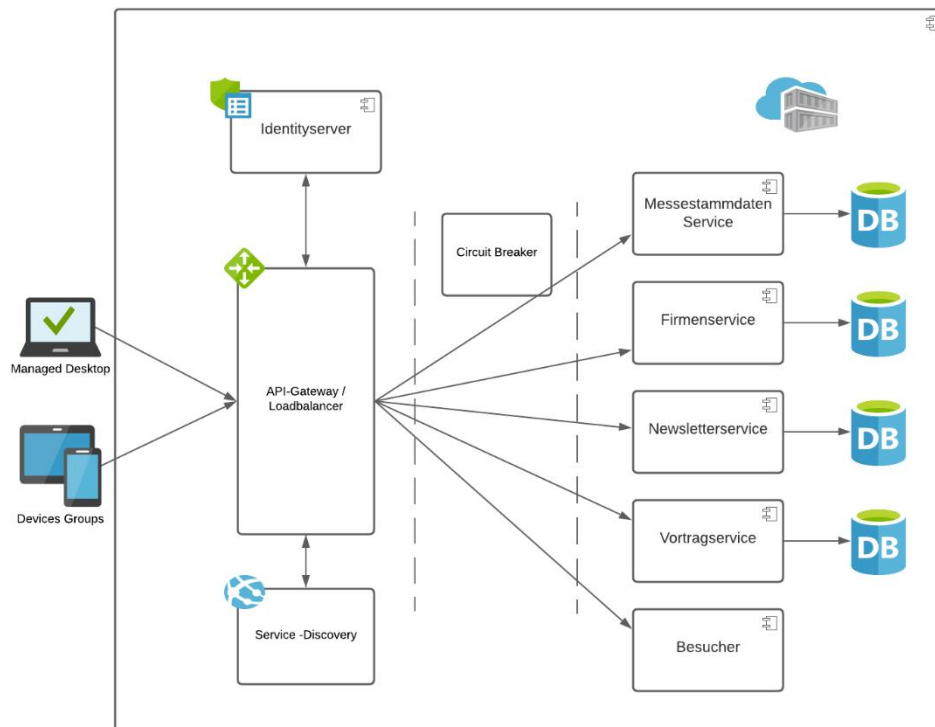 Identityserver
Messestammdaten
Service
DB
Circuit Breaker
Firmenservice
DB
Managed Desktop
API-Gateway /
Loadbalancer
Newsletterservice
DB
Devices Groups
Vortragservice
DB
Service -Discovery
Besucher